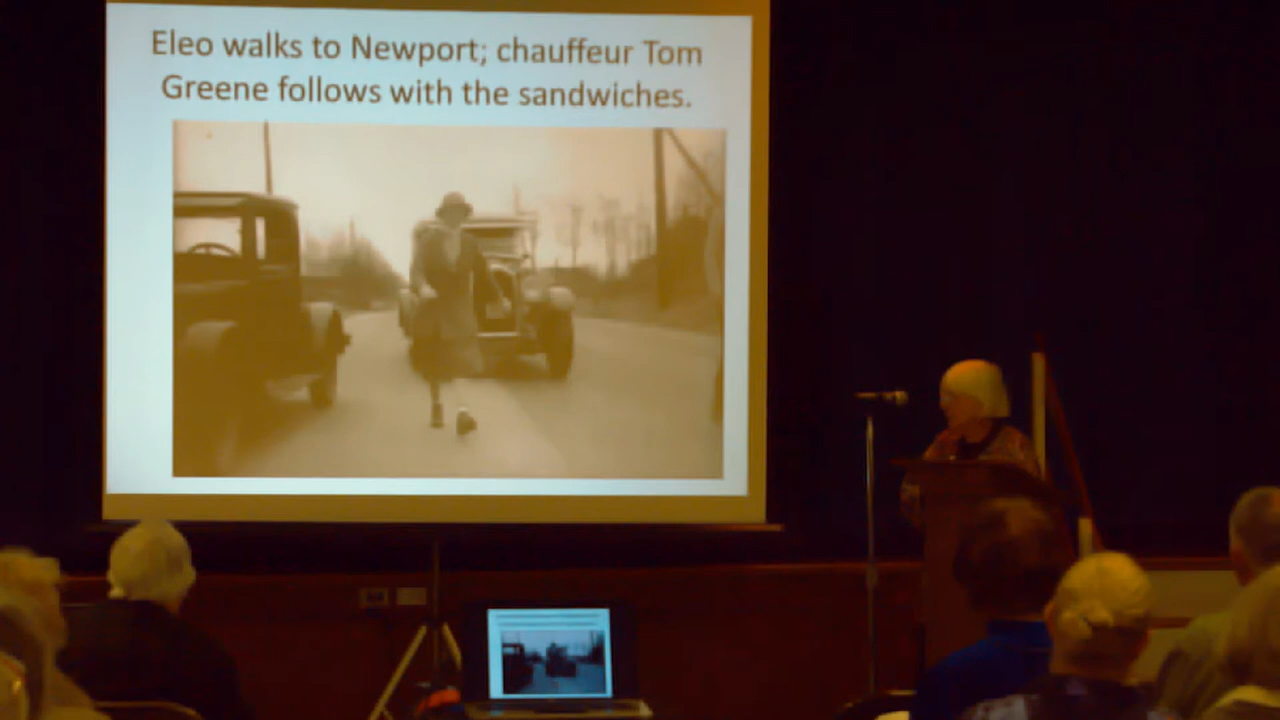 Eleo walks to Newport; chauffeur Tom
Greene follows with the sandwiches.